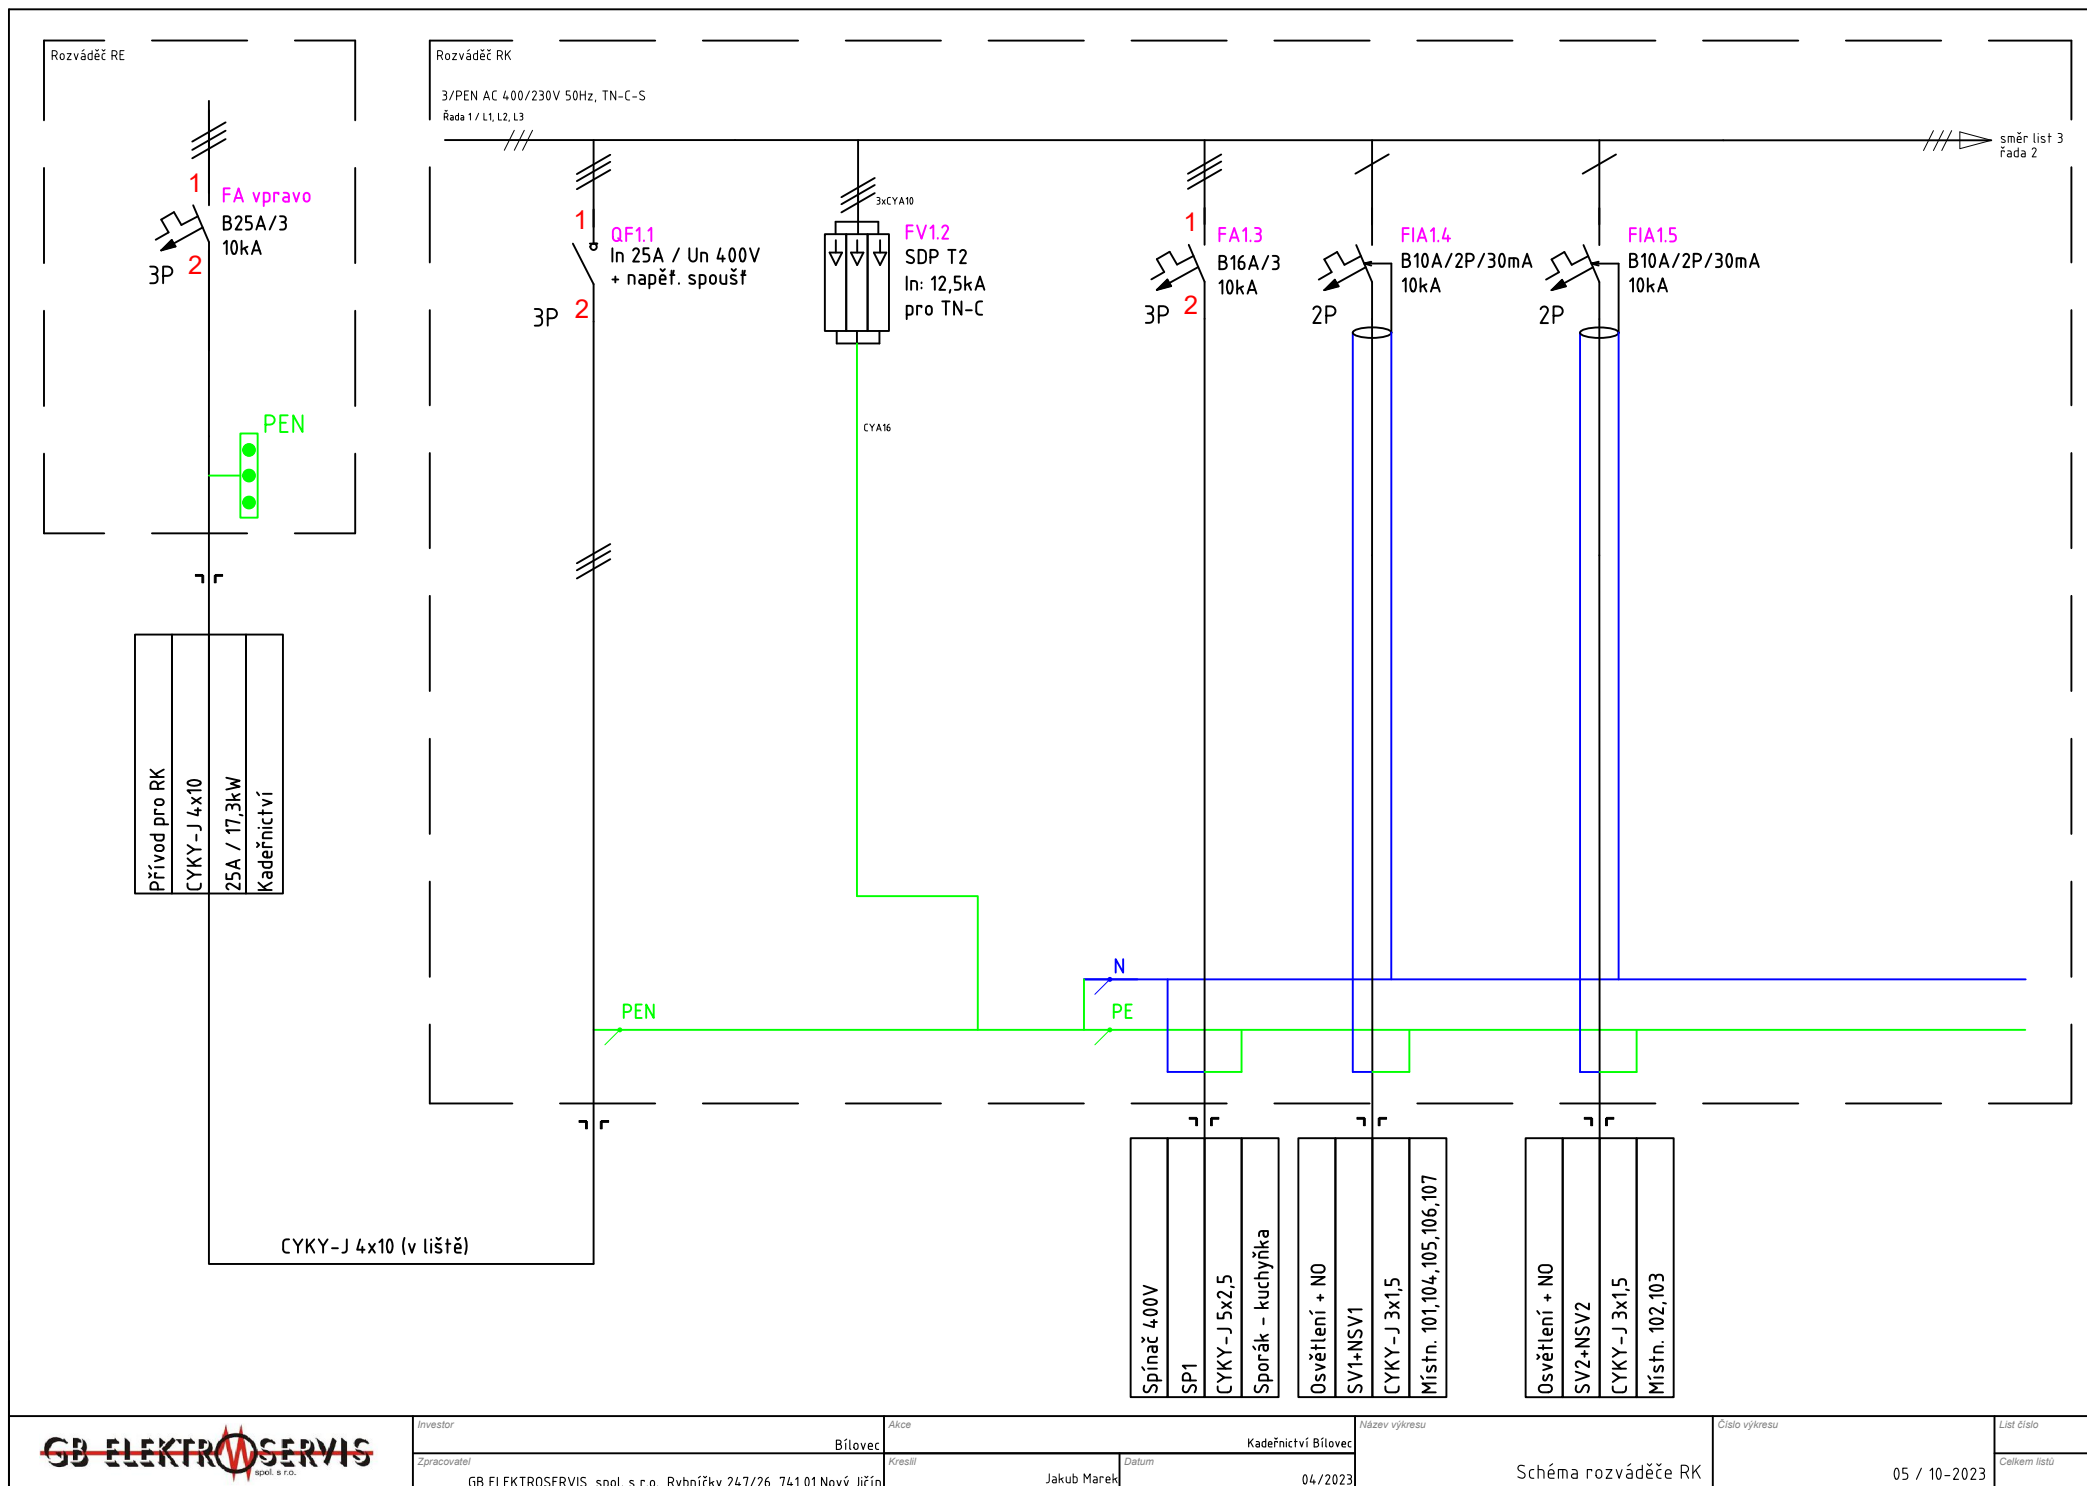 Rozváděč RE
1
FA vpravo
B25A/3
10kA
3P
2
PEN
Přívod pro RK
CYKY-J 4x10
25A / 17,3kW
Kadeřnictví
CYKY-J 4x10 (v liště)
Rozváděč RK
3/PEN AC 400/230V 50Hz, TN-C-S
Řada 1 / L1, L2, L3
směr list 3
řada 2
1
QF1.1
In 25A / Un 400V
+ napěť. spoušť
3P
2
3xCYA10
FV1.2
SDP T2
In: 12,5kA
pro TN-C
CYA16
1
FA1.3
B16A/3
10kA
3P
2
FIA1.4
B10A/2P/30mA
10kA
2P
FIA1.5
B10A/2P/30mA
10kA
2P
N
PEN
PE
Spínač 400V
SP1
CYKY-J 5x2,5
Sporák - kuchyňka
Osvětlení + NO
SV1+NSV1
CYKY-J 3x1,5
Místn. 101,104,105,106,107
Osvětlení + NO
SV2+NSV2
CYKY-J 3x1,5
Místn. 102,103
GB ELEKTROSERVIS
spol. s r.o.
Investor
Bílovec
Zpracovatel
GB ELEKTROSERVIS, spol. s r.o., Rybníčky 247/26, 741 01 Nový Jičín
Akce
Kadeřnictví Bílovec
Kreslil
Jakub Marek
Datum
04/2023
Název výkresu
Schéma rozváděče RK
Číslo výkresu
05 / 10-2023
List číslo
Celkem listů